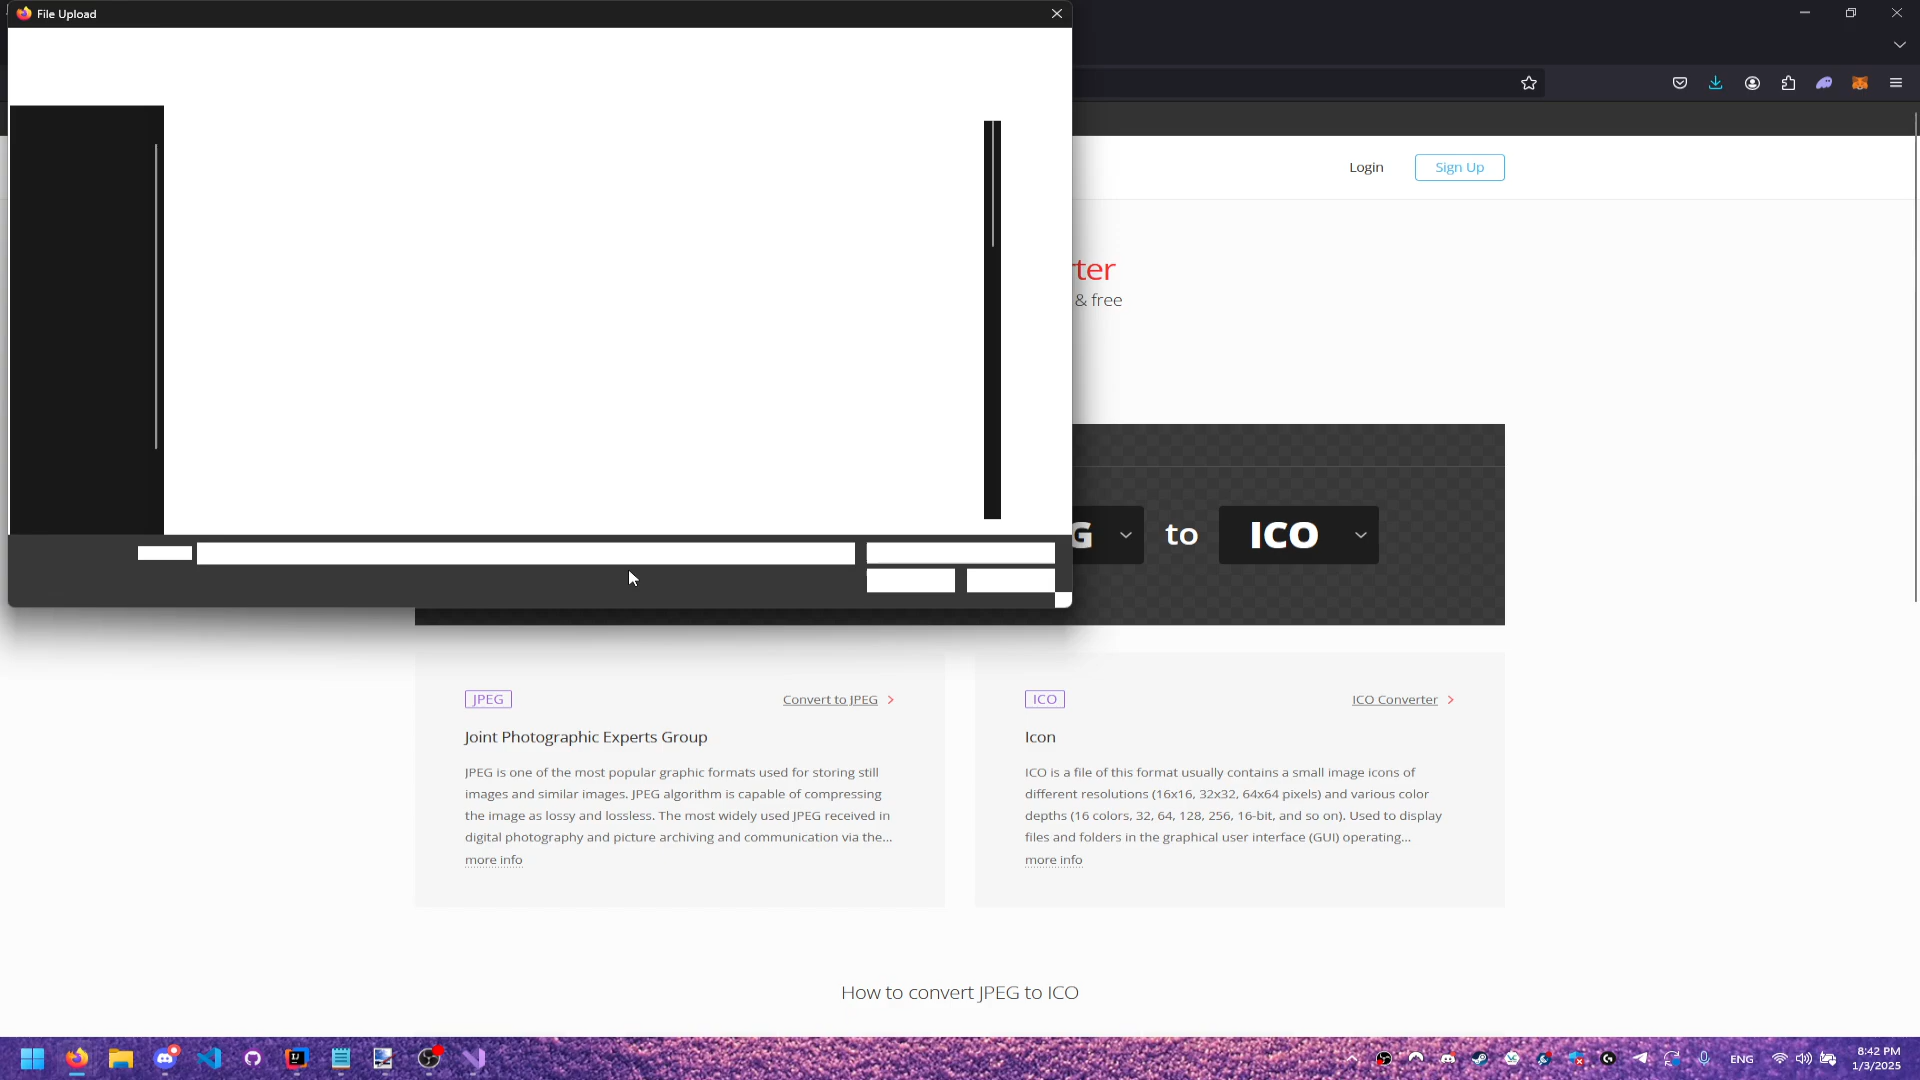 File Upload
Login
Sign Up
ter
& free
G
to
ICO
JPEG
Convert to JPEG
Joint Photographic Experts Group
JPEG is one of the most popular graphic formats used for storing still
images and similar images. JPEG algorithm is capable of compressing
the image as lossy and lossless. The most widely used JPEG received in
digital photography and picture archiving and communication via the...
more info
ICO
ICO Converter
Icon
ICO is a file of this format usually contains a small image icons of
different resolutions (16x16, 32x32, 64x64 pixels) and various color
depths (16 colors, 32, 64, 128, 256, 16-bit, and so on). Used to display
files and folders in the graphical user interface (GUI) operating...
more info
How to convert JPEG to ICO
ENG
8:42 PM
1/3/2025